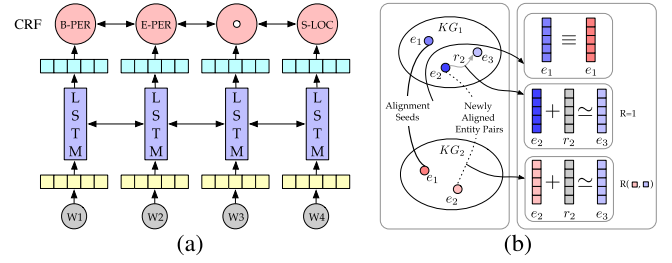 CRF B-PER E-PER O S-LOC
L S T M L S T M L S T M L S T M
W1 W2 W3 W4
(a)
KG1
e1
r2
e2 e3
Alignment Seeds
Newly Aligned Entity Pairs
KG2
e1
e2
e1 ≡ e1
e2 + r2 ≃ e3 R=1
e2 + r2 ≃ e3 R( , )
(b)